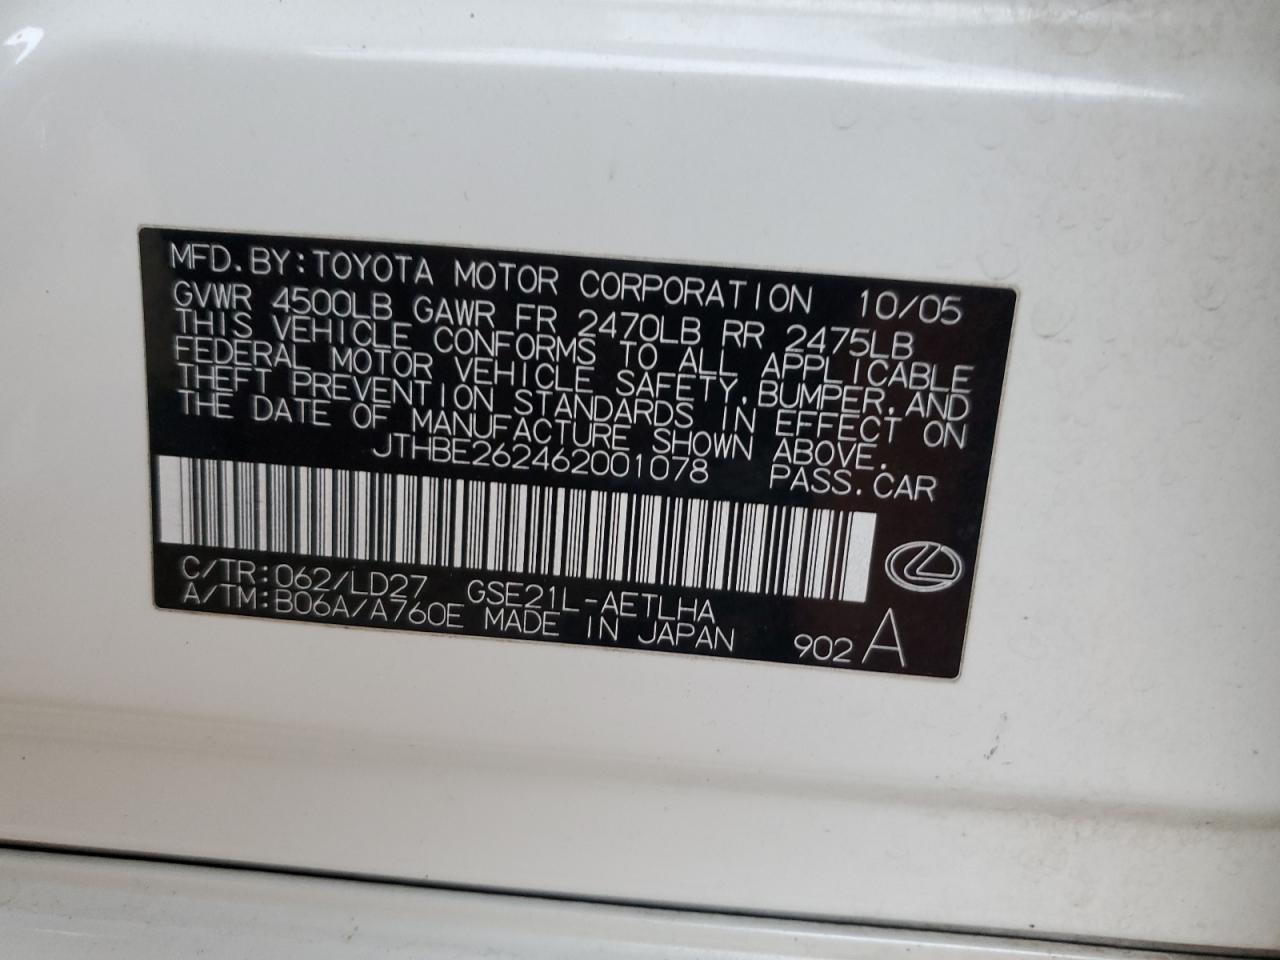 MFD.BY:TOYOTA MOTOR CORPORATION 10/05
GVWR 4500LB GAWR FR 2470LB RR 2475LB
THIS VEHICLE CONFORMS TO ALL APPLICABLE
FEDERAL MOTOR VEHICLE SAFETY,BUMPER,AND
THEFT PREVENTION STANDARDS IN EFFECT ON
THE DATE OF MANUFACTURE SHOWN ABOVE.
JTHBE262462001078 PASS.CAR
C/TR:062/LD27 GSE21L-AETLHA
A/TM:B06A/A760E MADE IN JAPAN 902 A